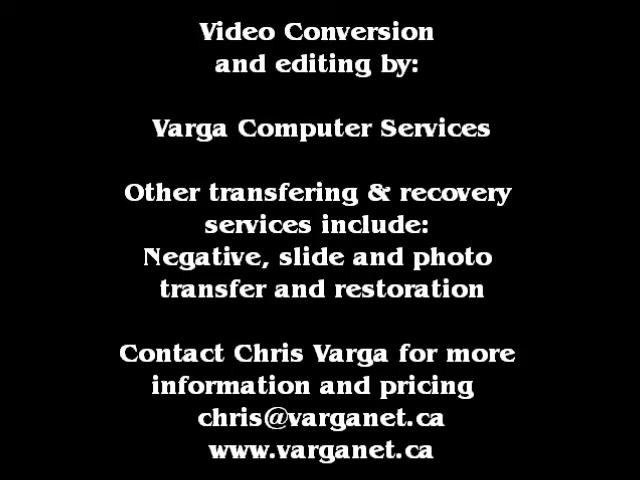 Video Conversion
and editing by:
Varga Computer Services
Other transfering & recovery
services include:
Negative, slide and photo
transfer and restoration
Contact Chris Varga for more
information and pricing
chris@varganet.ca
www.varganet.ca